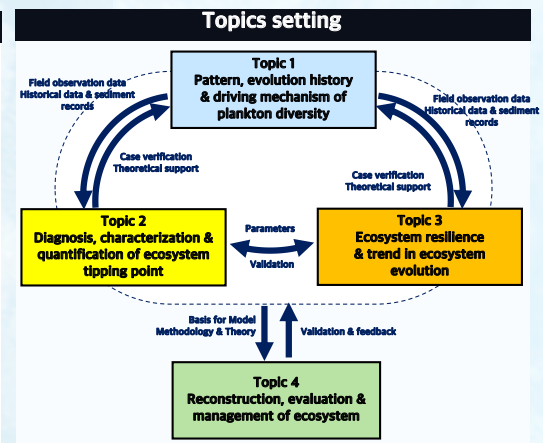 Topics setting
Topic 1
Pattern, evolution history
& driving mechanism of
plankton diversity
Field observation data
Historical data & sediment
records
Field observation data
Historical data & sediment
records
Case verification
Theoretical support
Case verification
Theoretical support
Topic 2
Diagnosis, characterization &
quantification of ecosystem
tipping point
Parameters
Validation
Topic 3
Ecosystem resilience
& trend in ecosystem
evolution
Basis for Model
Methodology & Theory
Validation & feedback
Topic 4
Reconstruction, evaluation &
management of ecosystem